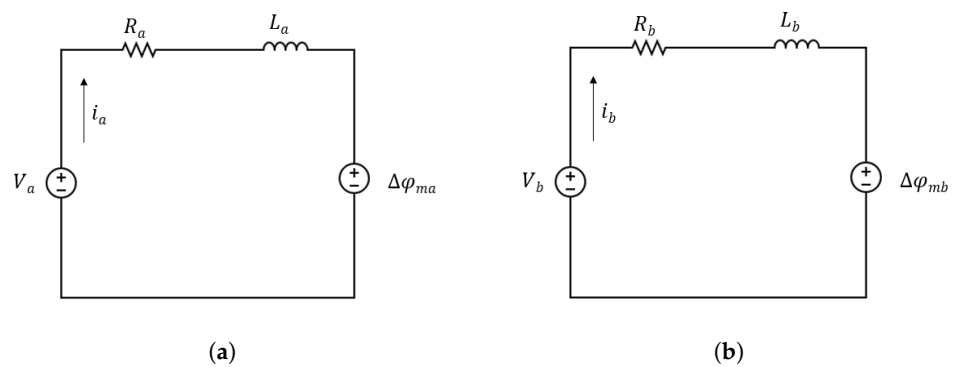 R_a L_a
i_a
V_a + − + − Δφ_ma
(a)
R_b L_b
i_b
V_b + − + − Δφ_mb
(b)